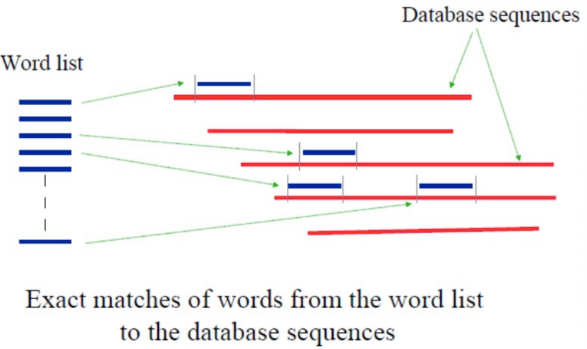 Database sequences
Word list
Exact matches of words from the word list
to the database sequences